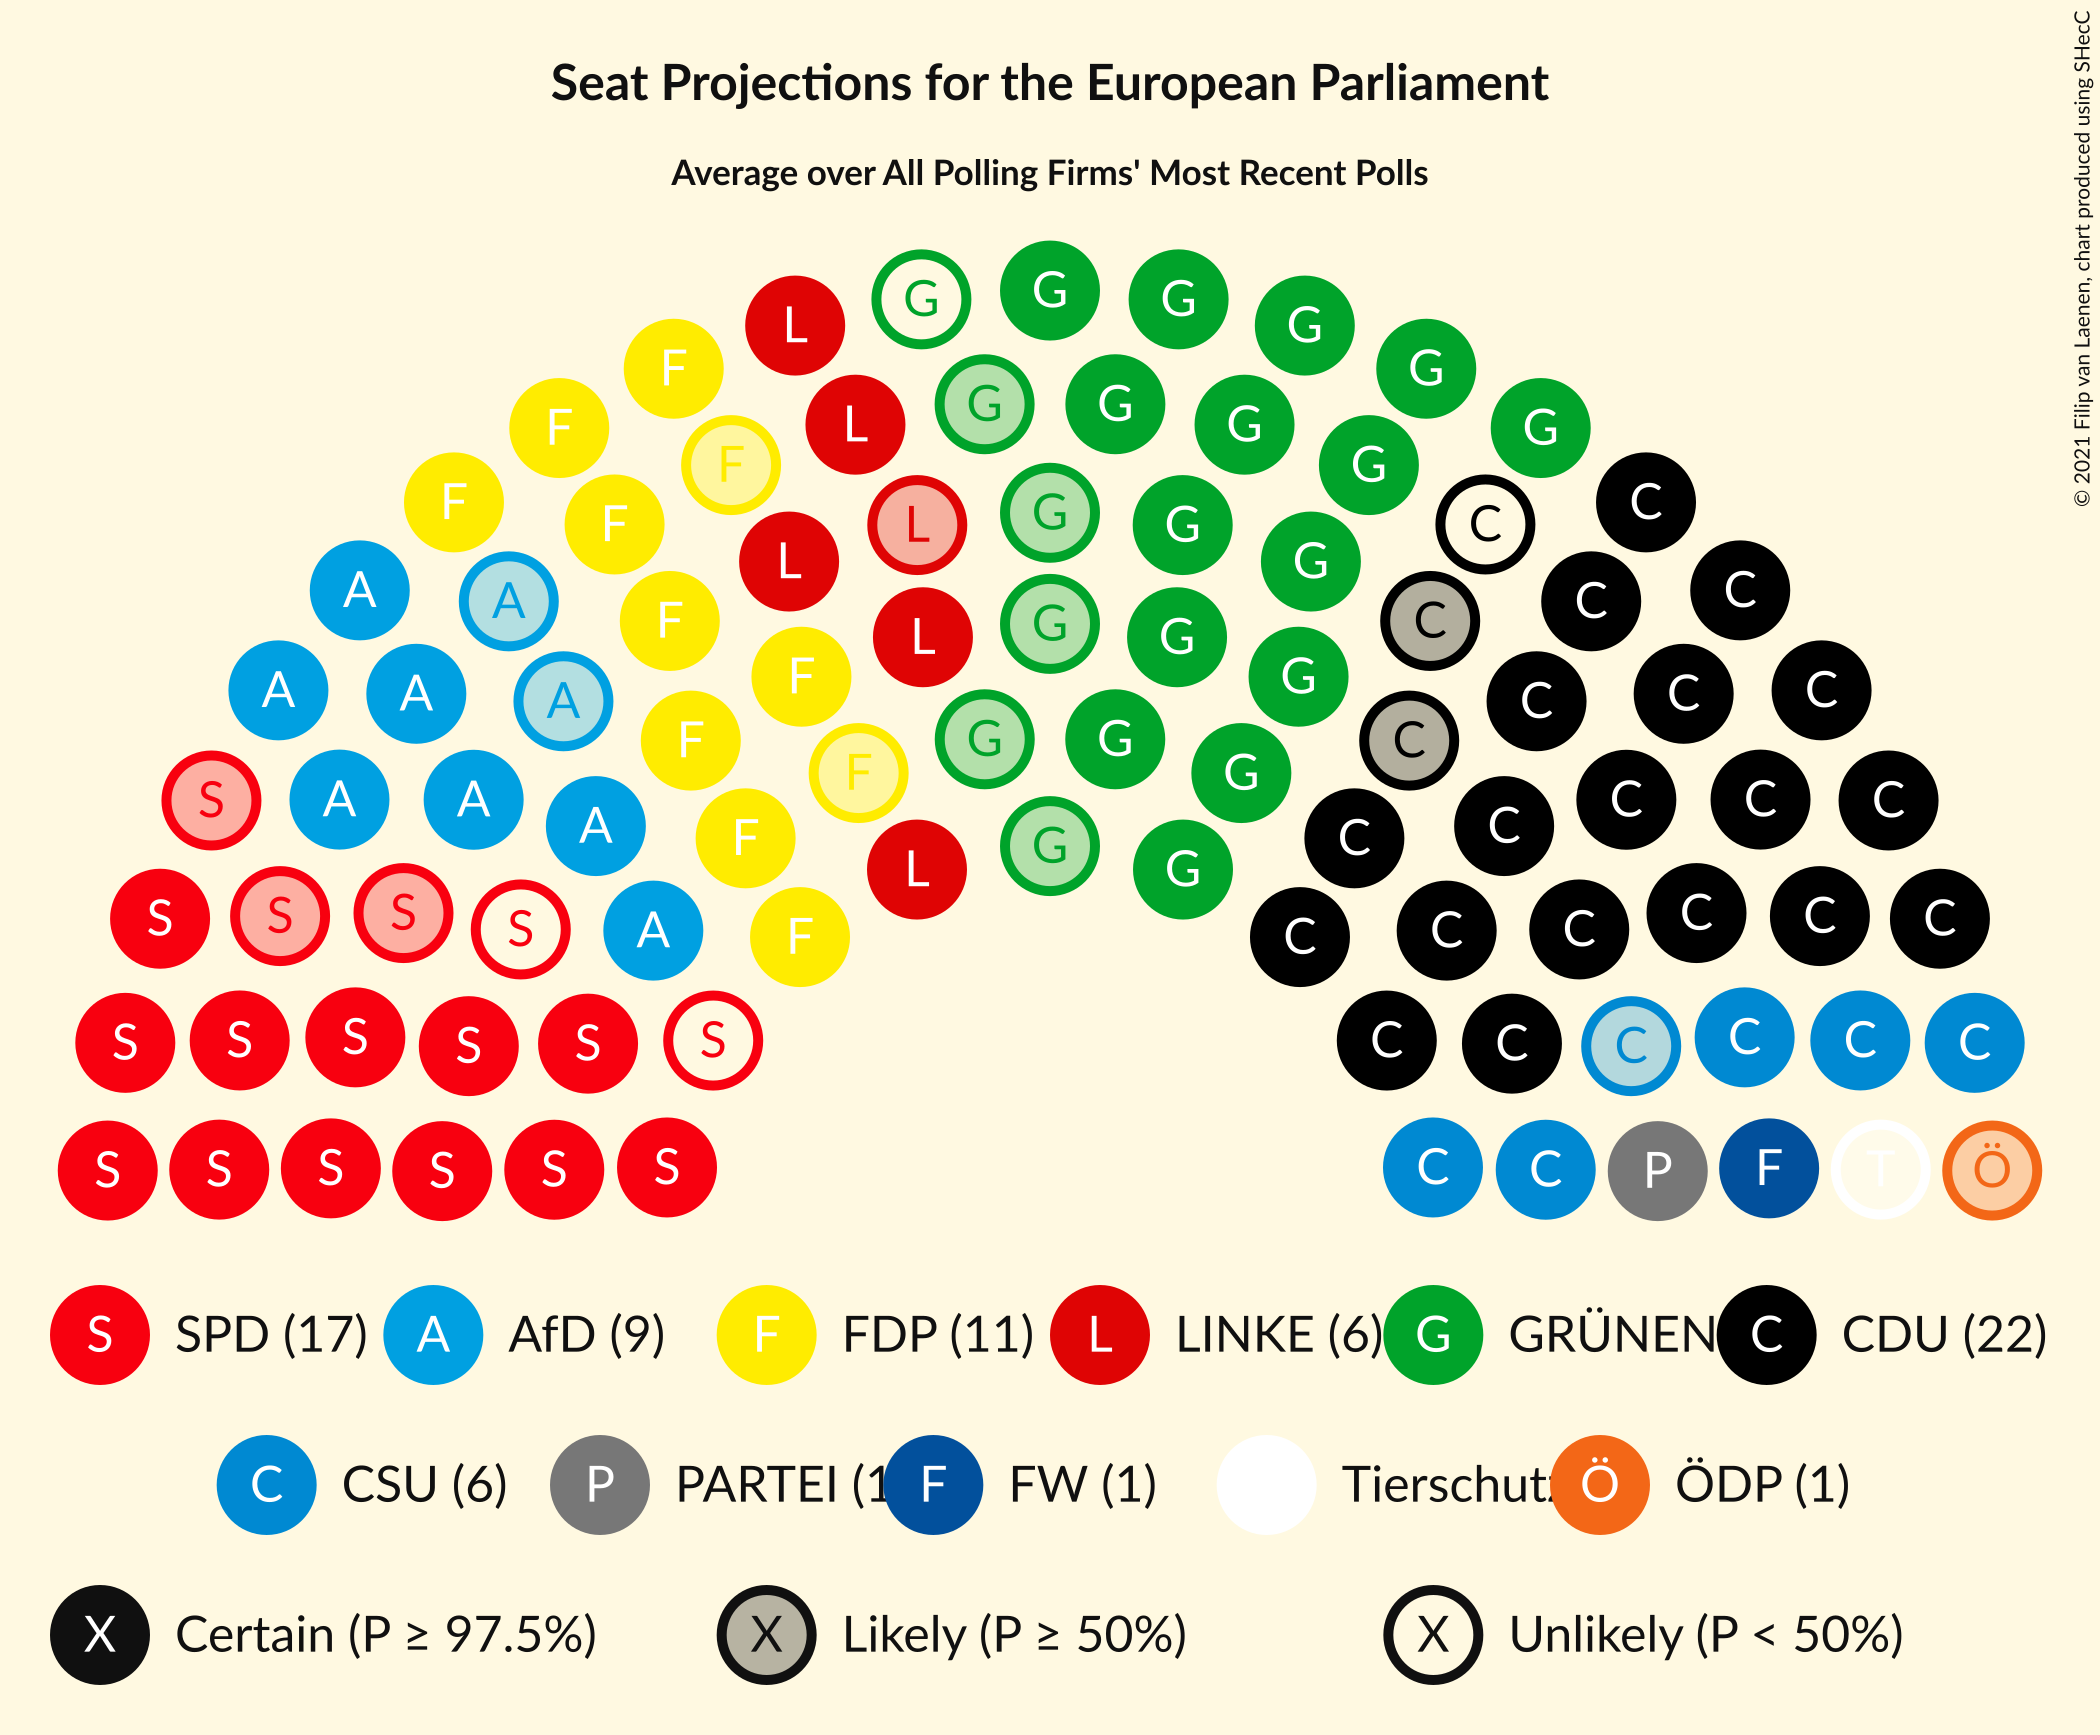 Seat Projections for the European Parliament
Average over All Polling Firms' Most Recent Polls
© 2021 Filip van Laenen, chart produced using SHecC
G
L G G
F G
F L G G G
F F G
F F L G G C C
A A F L G C C
F L G G C
A A A F G G C C C
F G G C
S A A A F G C C C C
F L G G C C
S S S S A F C C C C C C
S S S S S S C C C C C C
S S S S S S C C P F T Ö
S SPD (17) A AfD (9) F FDP (11) L LINKE (6) G GRÜNEN C CDU (22)
C CSU (6) P PARTEI (1 F FW (1) Tierschutz Ö ÖDP (1)
X Certain (P ≥ 97.5%) X Likely (P ≥ 50%) X Unlikely (P < 50%)